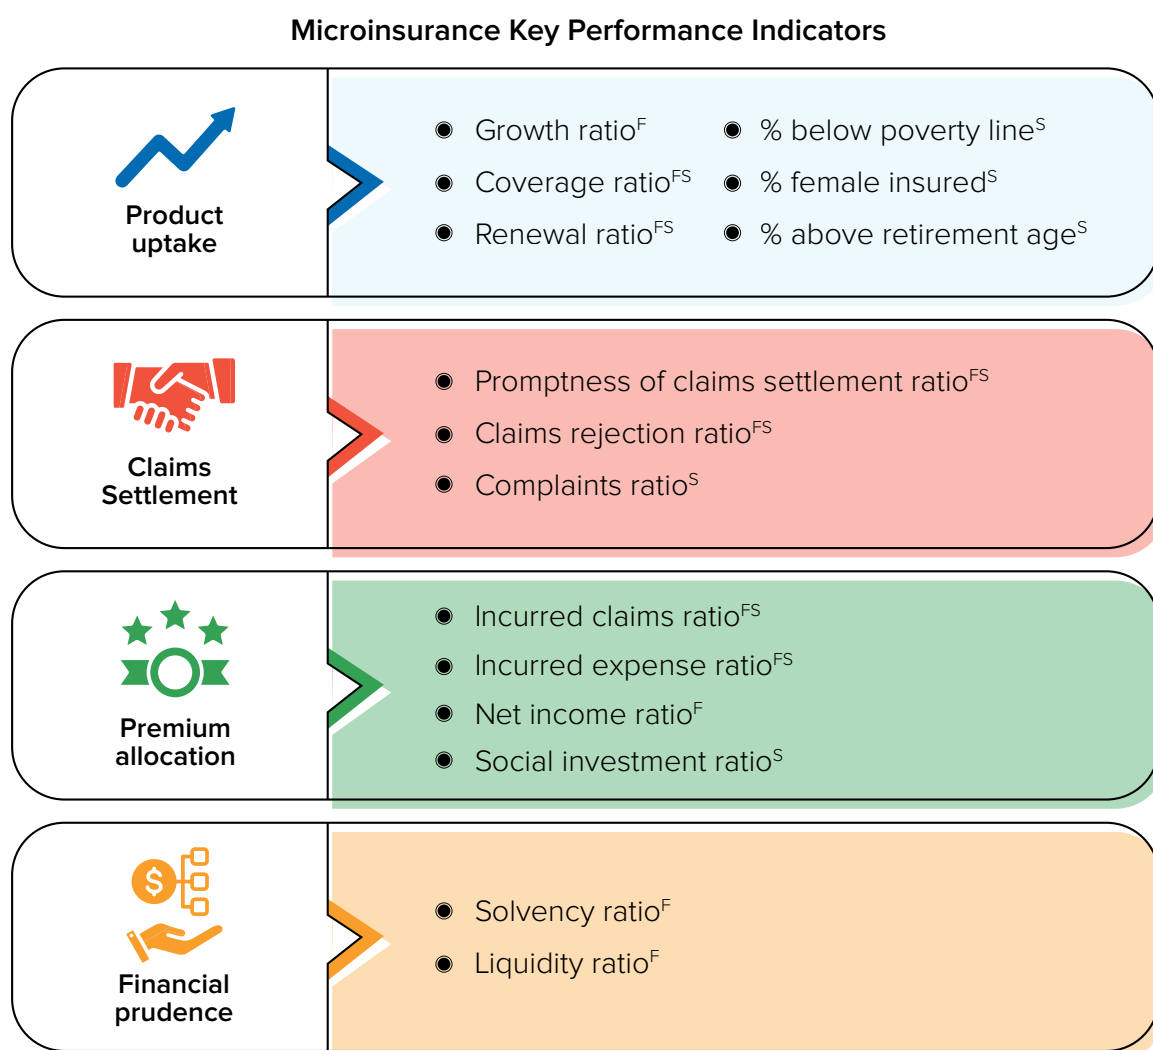 Microinsurance Key Performance Indicators
Product
uptake
● Growth ratioF
● Coverage ratioFS
● Renewal ratioFS
● % below poverty lineS
● % female insuredS
● % above retirement ageS
Claims
Settlement
● Promptness of claims settlement ratioFS
● Claims rejection ratioFS
● Complaints ratioS
Premium
allocation
● Incurred claims ratioFS
● Incurred expense ratioFS
● Net income ratioF
● Social investment ratioS
$
Financial
prudence
● Solvency ratioF
● Liquidity ratioF